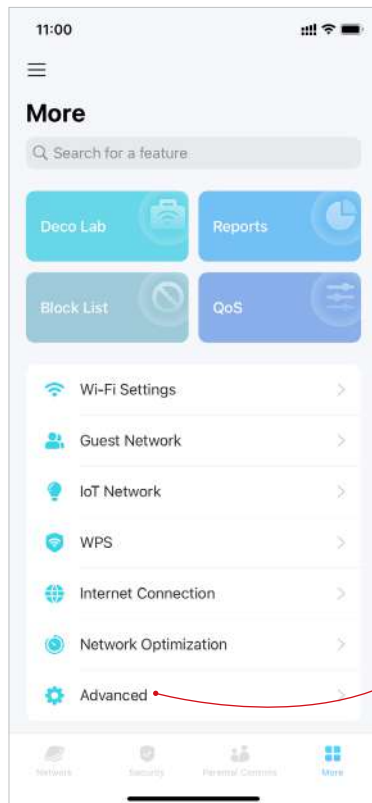 11:00
More
Search for a feature
Deco Lab
Reports
Block List
QoS
Wi-Fi Settings
Guest Network
IoT Network
WPS
Internet Connection
Network Optimization
Advanced
Network
Security
Parental Controls
More